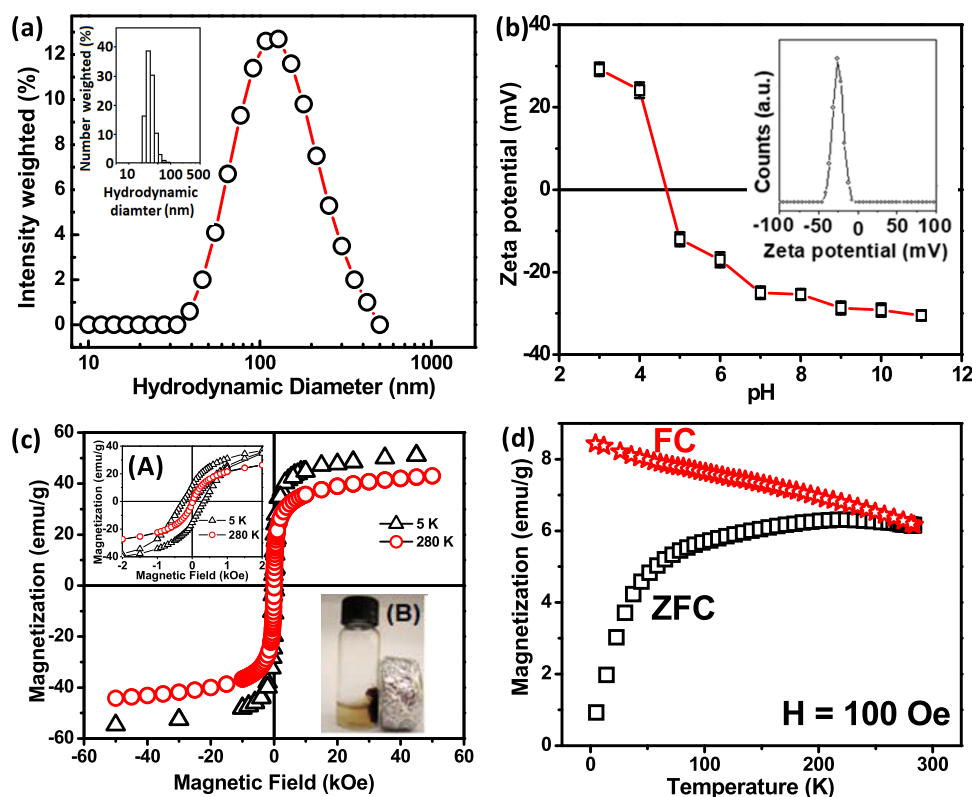 (a)
Intensity weighted (%)
12
10
8
6
4
2
0
10
100
1000
Hydrodynamic Diameter (nm)
Number weighted (%)
40
30
20
10
0
10 100 500
Hydrodynamic
diamter (nm)
(b)
Zeta potential (mV)
40
20
0
-20
-40
2 4 6 8 10 12
pH
Counts (a.u.)
-100 -50 0 50 100
Zeta potential (mV)
(c)
Magnetization (emu/g)
60
40
20
0
-20
-40
-60
-60 -40 -20 0 20 40 60
Magnetic Field (kOe)
5 K
280 K
(A)
Magnetization (emu/g)
40
20
0
-20
-40
-2 -1 0 1 2
Magnetic Field (kOe)
5 K
280 K
(B)
(d)
Magnetization (emu/g)
8
6
4
2
0
0 100 200 300
Temperature (K)
FC
ZFC
H = 100 Oe